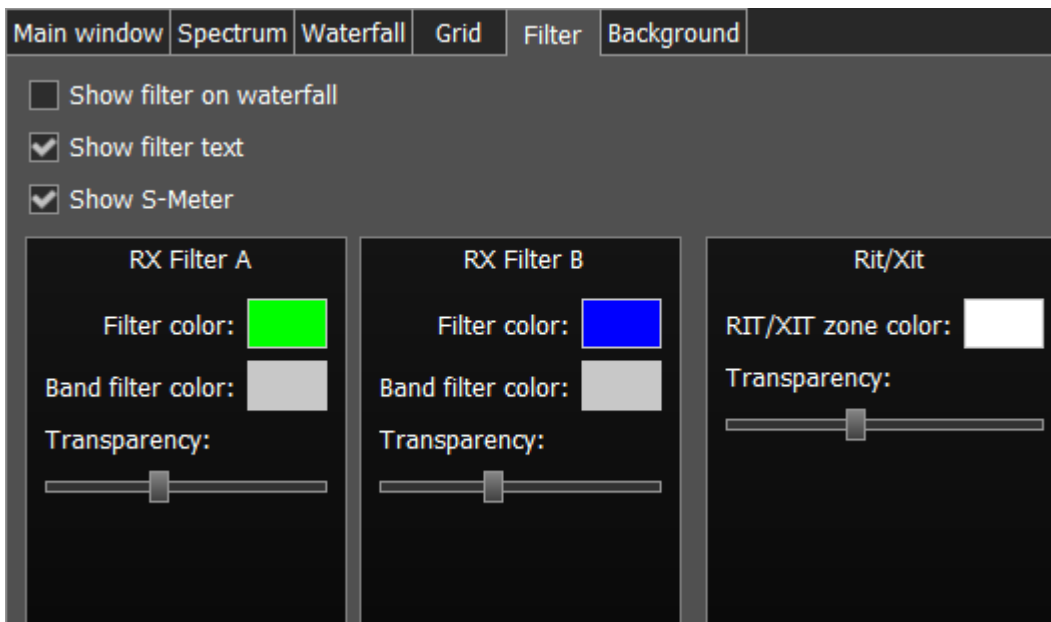 Main window Spectrum Waterfall Grid Filter Background
Show filter on waterfall
Show filter text
Show S-Meter
RX Filter A
Filter color:
Band filter color:
Transparency:
RX Filter B
Filter color:
Band filter color:
Transparency:
Rit/Xit
RIT/XIT zone color:
Transparency: